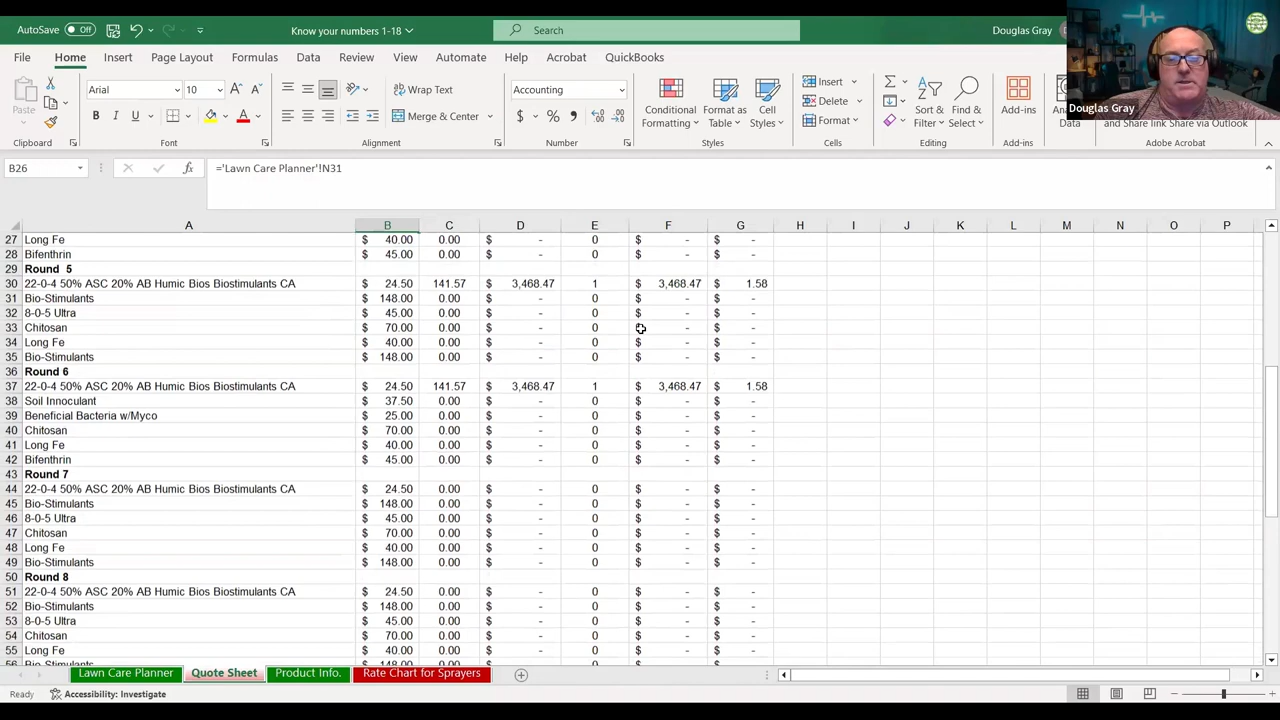 AutoSave Off Know your numbers 1-18 Search Douglas Gray
File Home Insert Page Layout Formulas Data Review View Automate Help Acrobat QuickBooks
Paste Arial 10 Wrap Text Accounting Insert
B I U Merge & Center $ % Conditional Formatting Format as Table Cell Styles Delete Format Sort & Filter Find & Select Add-ins Data and Share link Share via Outlook
Douglas Gray
Clipboard Font Alignment Number Styles Cells Editing Add-ins Adobe Acrobat
B26 fx ='Lawn Care Planner'!N31
A B C D E F G H I J K L M N O P
27 Long Fe $ 40.00 0.00 $ - 0 $ - $ -
28 Bifenthrin $ 45.00 0.00 $ - 0 $ - $ -
29 Round 5
30 22-0-4 50% ASC 20% AB Humic Bios Biostimulants CA $ 24.50 141.57 $ 3,468.47 1 $ 3,468.47 $ 1.58
31 Bio-Stimulants $ 148.00 0.00 $ - 0 $ - $ -
32 8-0-5 Ultra $ 45.00 0.00 $ - 0 $ - $ -
33 Chitosan $ 70.00 0.00 $ - 0 $ - $ -
34 Long Fe $ 40.00 0.00 $ - 0 $ - $ -
35 Bio-Stimulants $ 148.00 0.00 $ - 0 $ - $ -
36 Round 6
37 22-0-4 50% ASC 20% AB Humic Bios Biostimulants CA $ 24.50 141.57 $ 3,468.47 1 $ 3,468.47 $ 1.58
38 Soil Innoculant $ 37.50 0.00 $ - 0 $ - $ -
39 Beneficial Bacteria w/Myco $ 25.00 0.00 $ - 0 $ - $ -
40 Chitosan $ 70.00 0.00 $ - 0 $ - $ -
41 Long Fe $ 40.00 0.00 $ - 0 $ - $ -
42 Bifenthrin $ 45.00 0.00 $ - 0 $ - $ -
43 Round 7
44 22-0-4 50% ASC 20% AB Humic Bios Biostimulants CA $ 24.50 0.00 $ - 0 $ - $ -
45 Bio-Stimulants $ 148.00 0.00 $ - 0 $ - $ -
46 8-0-5 Ultra $ 45.00 0.00 $ - 0 $ - $ -
47 Chitosan $ 70.00 0.00 $ - 0 $ - $ -
48 Long Fe $ 40.00 0.00 $ - 0 $ - $ -
49 Bio-Stimulants $ 148.00 0.00 $ - 0 $ - $ -
50 Round 8
51 22-0-4 50% ASC 20% AB Humic Bios Biostimulants CA $ 24.50 0.00 $ - 0 $ - $ -
52 Bio-Stimulants $ 148.00 0.00 $ - 0 $ - $ -
53 8-0-5 Ultra $ 45.00 0.00 $ - 0 $ - $ -
54 Chitosan $ 70.00 0.00 $ - 0 $ - $ -
55 Long Fe $ 40.00 0.00 $ - 0 $ - $ -
56 Bio-Stimulants $ 148.00 0.00 $ - 0 $ - $ -
Lawn Care Planner Quote Sheet Product Info. Rate Chart for Sprayers
Ready Accessibility: Investigate